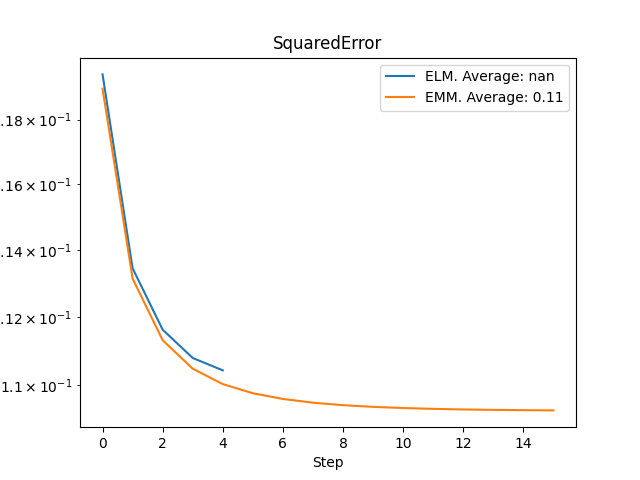 SquaredError
ELM. Average: nan
EMM. Average: 0.11
.18 × 10⁻¹
.16 × 10⁻¹
.14 × 10⁻¹
.12 × 10⁻¹
1.1 × 10⁻¹
0 2 4 6 8 10 12 14
Step